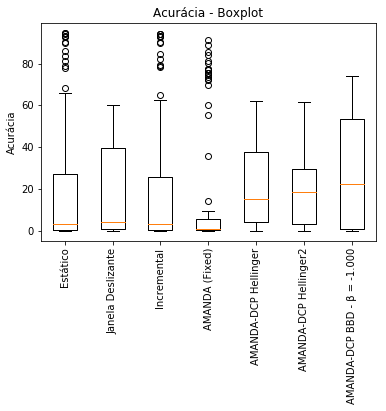 Acurácia - Boxplot
Acurácia
80
60
40
20
0
Estático
Janela Deslizante
Incremental
AMANDA (Fixed)
AMANDA-DCP Hellinger
AMANDA-DCP Hellinger2
AMANDA-DCP BBD - β = -1.000